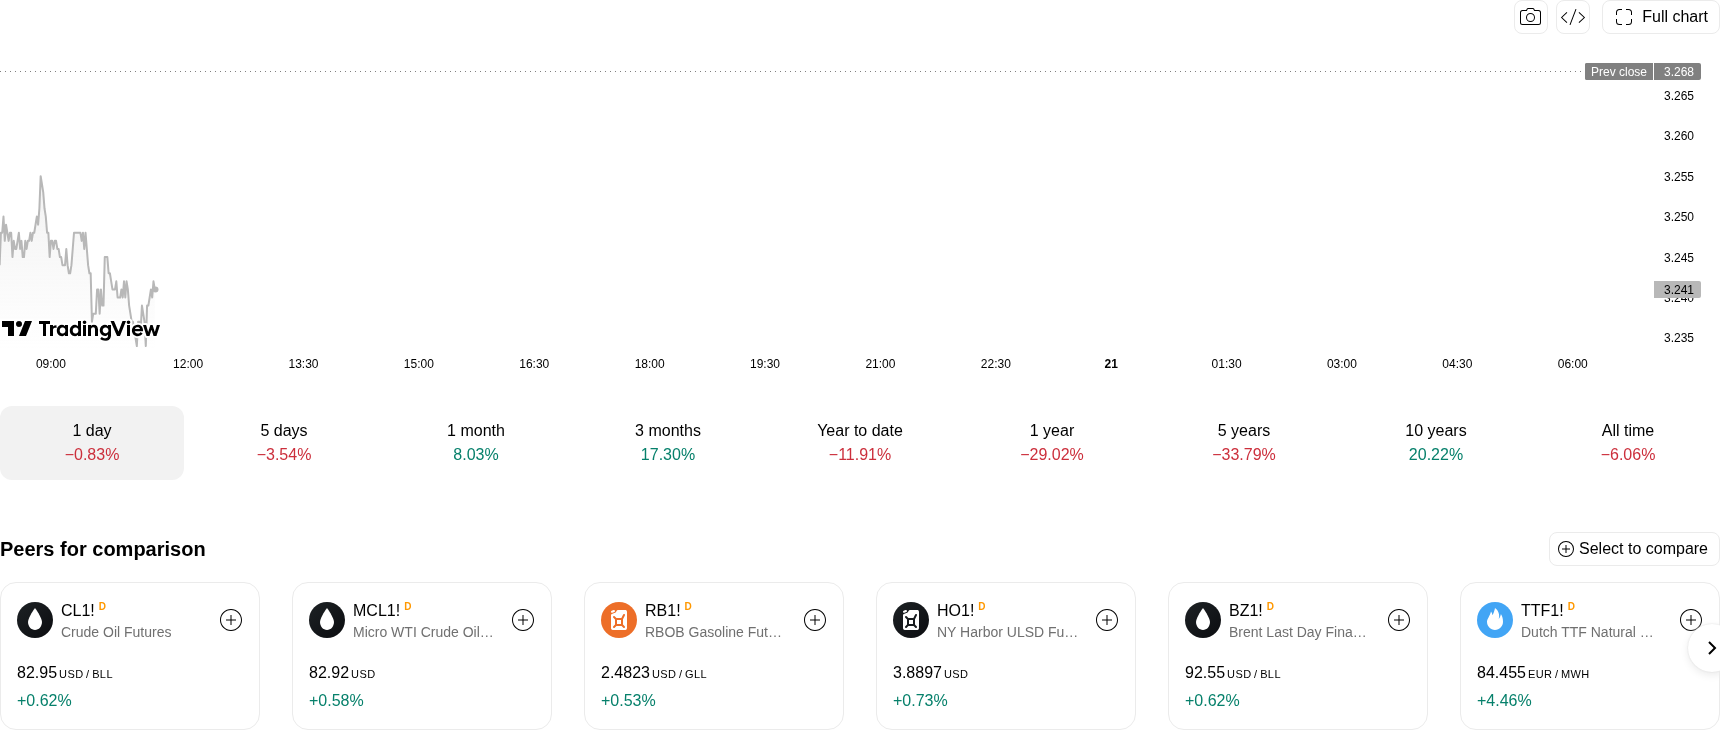 Full chart
Prev close 3.268
3.265
3.260
3.255
3.250
3.245
3.241
3.240
3.235
TradingView
09:00 12:00 13:30 15:00 16:30 18:00 19:30 21:00 22:30 21 01:30 03:00 04:30 06:00
1 day 5 days 1 month 3 months Year to date 1 year 5 years 10 years All time
−0.83% −3.54% 8.03% 17.30% −11.91% −29.02% −33.79% 20.22% −6.06%
Peers for comparison
Select to compare
CL1! D
Crude Oil Futures
82.95 USD / BLL
+0.62%
MCL1! D
Micro WTI Crude Oil…
82.92 USD
+0.58%
RB1! D
RBOB Gasoline Fut…
2.4823 USD / GLL
+0.53%
HO1! D
NY Harbor ULSD Fu…
3.8897 USD
+0.73%
BZ1! D
Brent Last Day Fina…
92.55 USD / BLL
+0.62%
TTF1! D
Dutch TTF Natural …
84.455 EUR / MWH
+4.46%